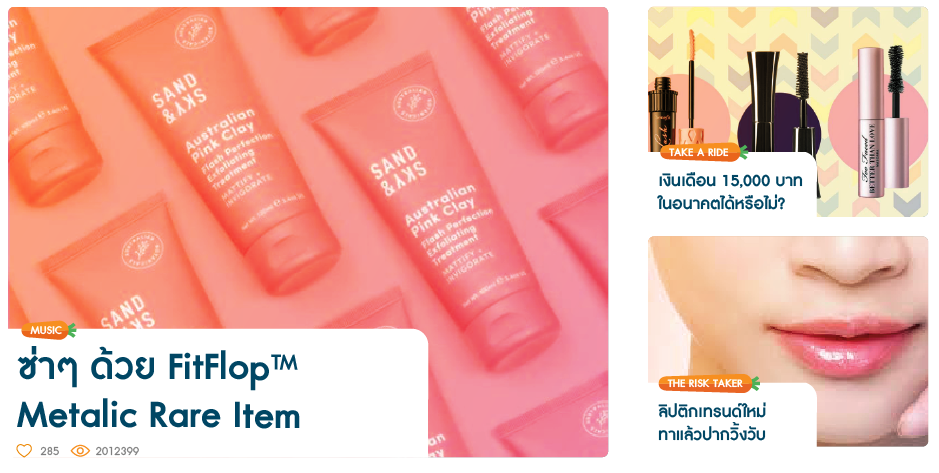 SAND
&SKY
Australian
Pink Clay
Flash Perfection
Exfoliating
Treatment
MATTIFY +
INVIGORATE
SAND
&SKY
Australian
Pink Clay
Flash Perfection
Exfoliating
Treatment
MATTIFY +
INVIGORATE
SAND
&SKY
MUSIC
ซ่าๆ ด้วย FitFlop™
Metalic Rare Item
285 2012399
Too Faced
BETTER THAN LOVE
TAKE A RIDE
เงินเดือน 15,000 บาท
ในอนาคตได้หรือไม่?
THE RISK TAKER
ลิปติกเทรนด์ใหม่
ทาแล้วปากวิ้งวับ